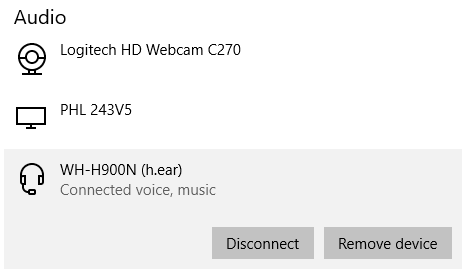 Audio
Logitech HD Webcam C270
PHL 243V5
WH-H900N (h.ear)
Connected voice, music
Disconnect
Remove device